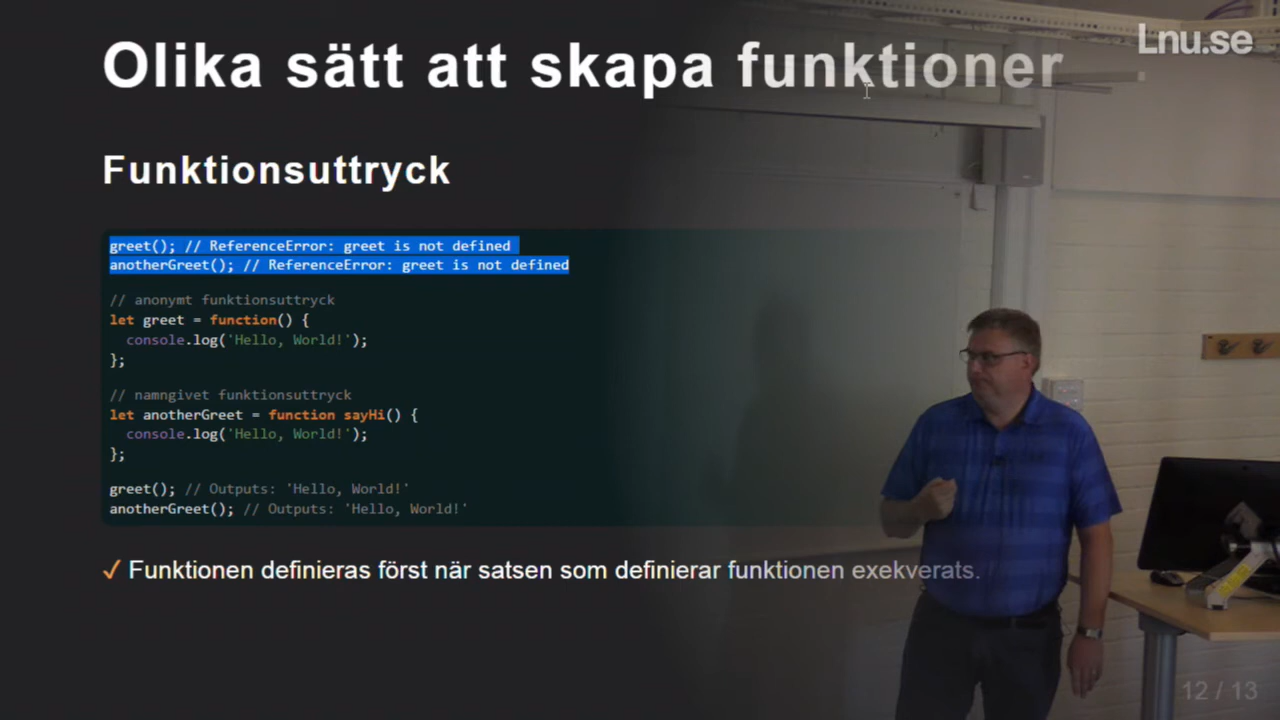 Olika sätt att skapa funktioner
Lnu.se
Funktionsuttryck
greet(); // ReferenceError: greet is not defined
anotherGreet(); // ReferenceError: greet is not defined
// anonymt funktionsuttryck
let greet = function() {
console.log('Hello, World!');
};
// namngivet funktionsuttryck
let anotherGreet = function sayHi() {
console.log('Hello, World!');
};
greet(); // Outputs: 'Hello, World!'
anotherGreet(); // Outputs: 'Hello, World!'
✓ Funktionen definieras först när satsen som definierar funktionen exekverats.
12 / 13